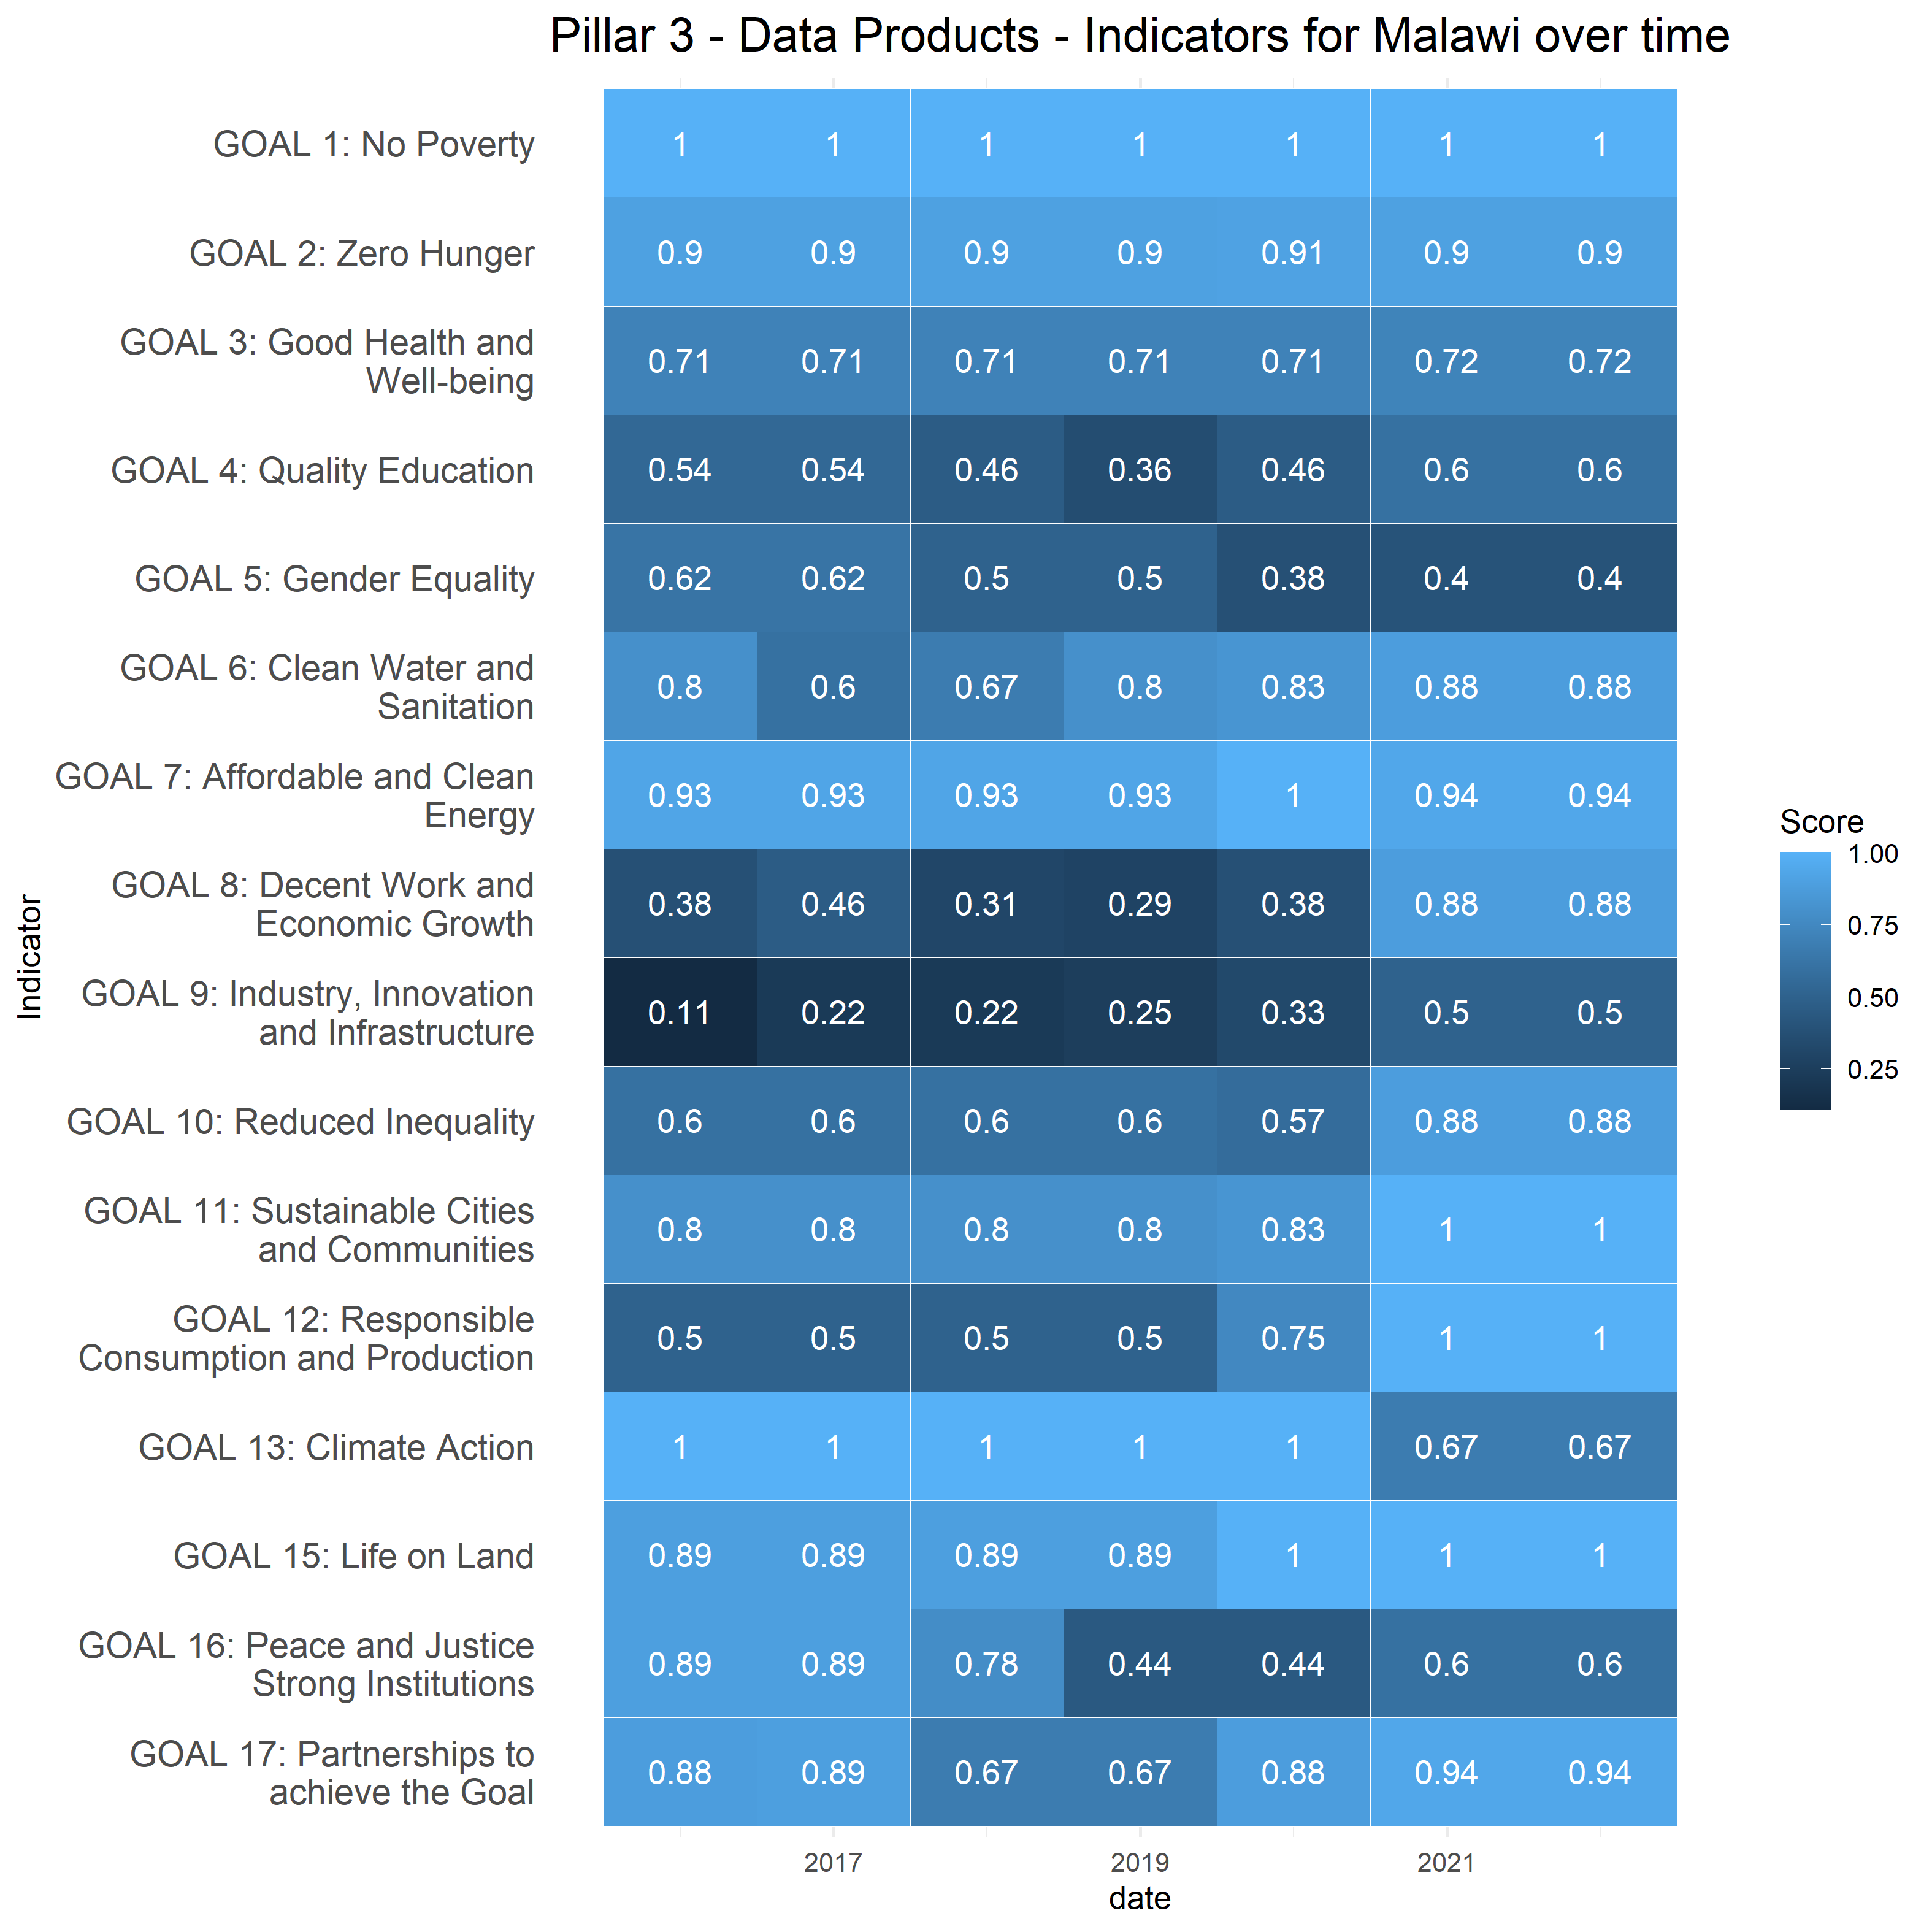 Pillar 3 - Data Products - Indicators for Malawi over time
GOAL 1: No Poverty
1 1 1 1 1 1 1
GOAL 2: Zero Hunger
0.9 0.9 0.9 0.9 0.91 0.9 0.9
GOAL 3: Good Health and
Well-being
0.71 0.71 0.71 0.71 0.71 0.72 0.72
GOAL 4: Quality Education
0.54 0.54 0.46 0.36 0.46 0.6 0.6
GOAL 5: Gender Equality
0.62 0.62 0.5 0.5 0.38 0.4 0.4
GOAL 6: Clean Water and
Sanitation
0.8 0.6 0.67 0.8 0.83 0.88 0.88
GOAL 7: Affordable and Clean
Energy
0.93 0.93 0.93 0.93 1 0.94 0.94
GOAL 8: Decent Work and
Economic Growth
0.38 0.46 0.31 0.29 0.38 0.88 0.88
GOAL 9: Industry, Innovation
and Infrastructure
0.11 0.22 0.22 0.25 0.33 0.5 0.5
GOAL 10: Reduced Inequality
0.6 0.6 0.6 0.6 0.57 0.88 0.88
GOAL 11: Sustainable Cities
and Communities
0.8 0.8 0.8 0.8 0.83 1 1
GOAL 12: Responsible
Consumption and Production
0.5 0.5 0.5 0.5 0.75 1 1
GOAL 13: Climate Action
1 1 1 1 1 0.67 0.67
GOAL 15: Life on Land
0.89 0.89 0.89 0.89 1 1 1
GOAL 16: Peace and Justice
Strong Institutions
0.89 0.89 0.78 0.44 0.44 0.6 0.6
GOAL 17: Partnerships to
achieve the Goal
0.88 0.89 0.67 0.67 0.88 0.94 0.94
2017 2019 2021
date
Indicator
Score
1.00
0.75
0.50
0.25